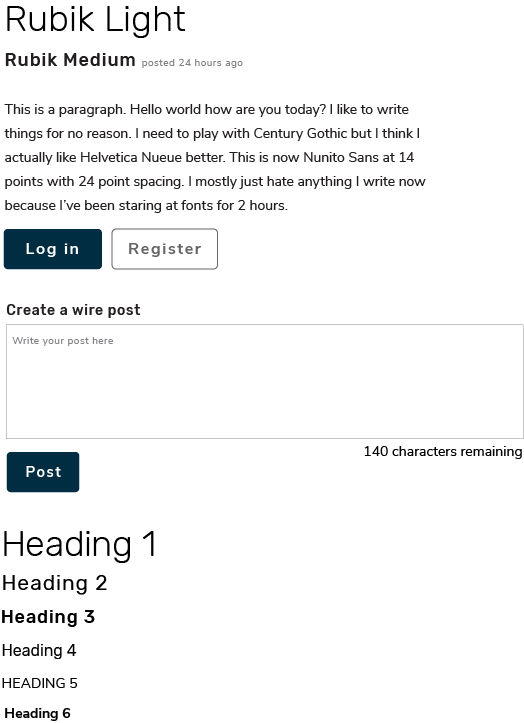 Rubik Light
Rubik Medium posted 24 hours ago
This is a paragraph. Hello world how are you today? I like to write
things for no reason. I need to play with Century Gothic but I think I
actually like Helvetica Nueue better. This is now Nunito Sans at 14
points with 24 point spacing. I mostly just hate anything I write now
because I've been staring at fonts for 2 hours.
Log in Register
Create a wire post
Write your post here
140 characters remaining
Post
Heading 1
Heading 2
Heading 3
Heading 4
HEADING 5
Heading 6